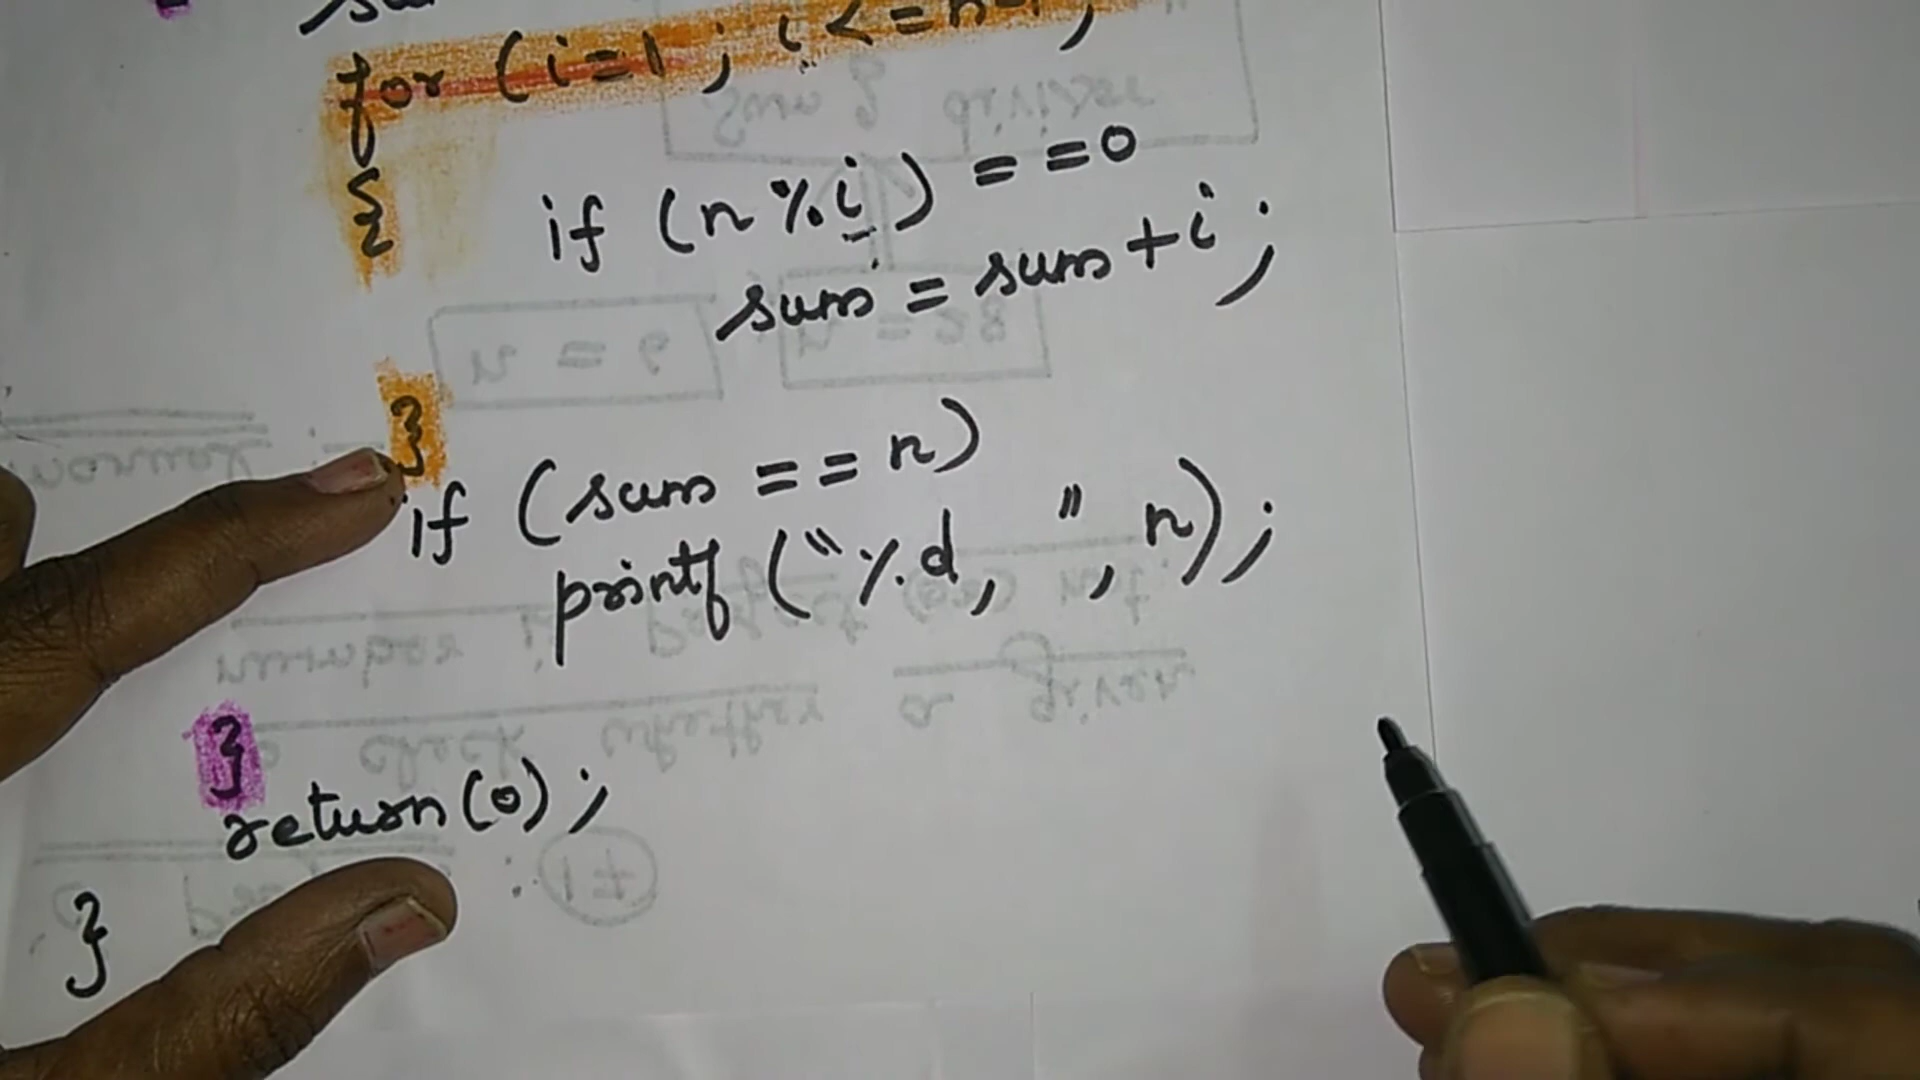 for (i=1; i<=n-1;
{
if (n%i) = =0
sum = sum+i;
}
if (sum == n)
printf ("%d, ", n);
}
return(0);
}